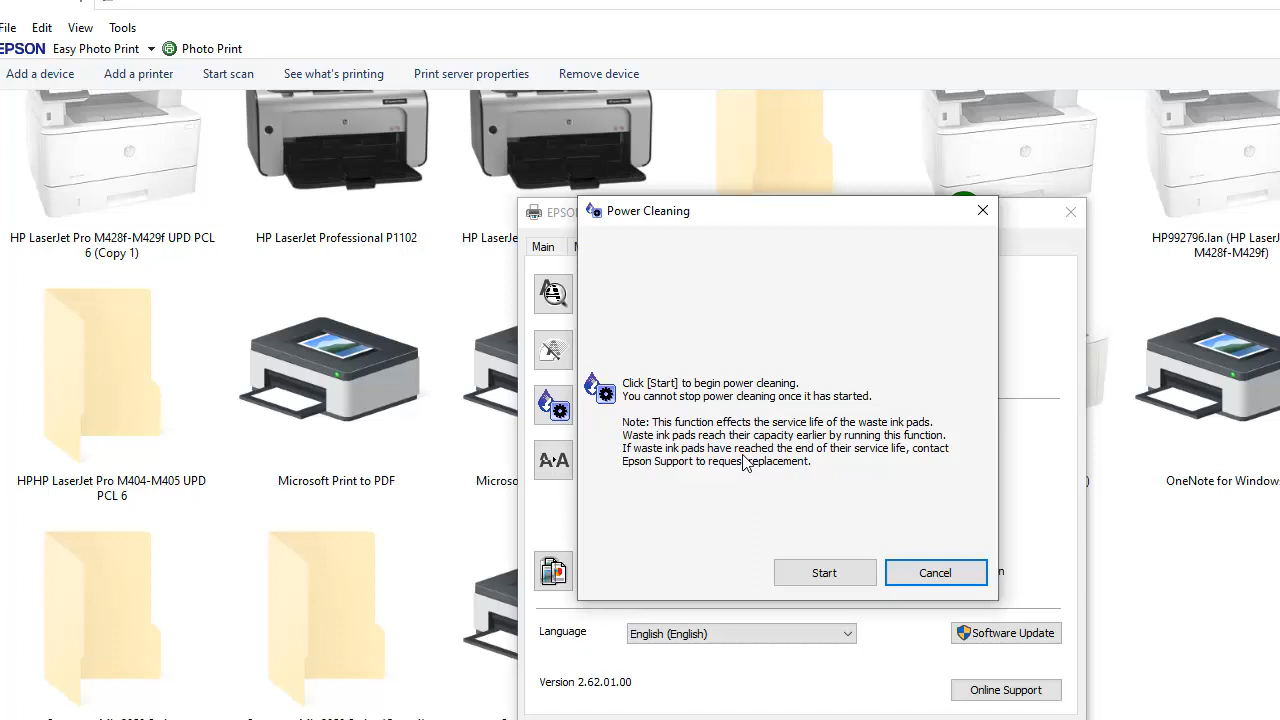 File Edit View Tools
EPSON Easy Photo Print Photo Print
Add a device Add a printer Start scan See what's printing Print server properties Remove device
HP LaserJet Pro M428f-M429f UPD PCL
6 (Copy 1)
HP LaserJet Professional P1102
HP LaserJe
HP992796.lan (HP LaserJ
M428f-M429f)
EPSON
Power Cleaning
Main
Click [Start] to begin power cleaning.
You cannot stop power cleaning once it has started.
Note: This function effects the service life of the waste ink pads.
Waste ink pads reach their capacity earlier by running this function.
If waste ink pads have reached the end of their service life, contact
Epson Support to request replacement.
Start Cancel
HPHP LaserJet Pro M404-M405 UPD
PCL 6
Microsoft Print to PDF
Microso
OneNote for Windows
Language English (English) Software Update
Version 2.62.01.00
Online Support